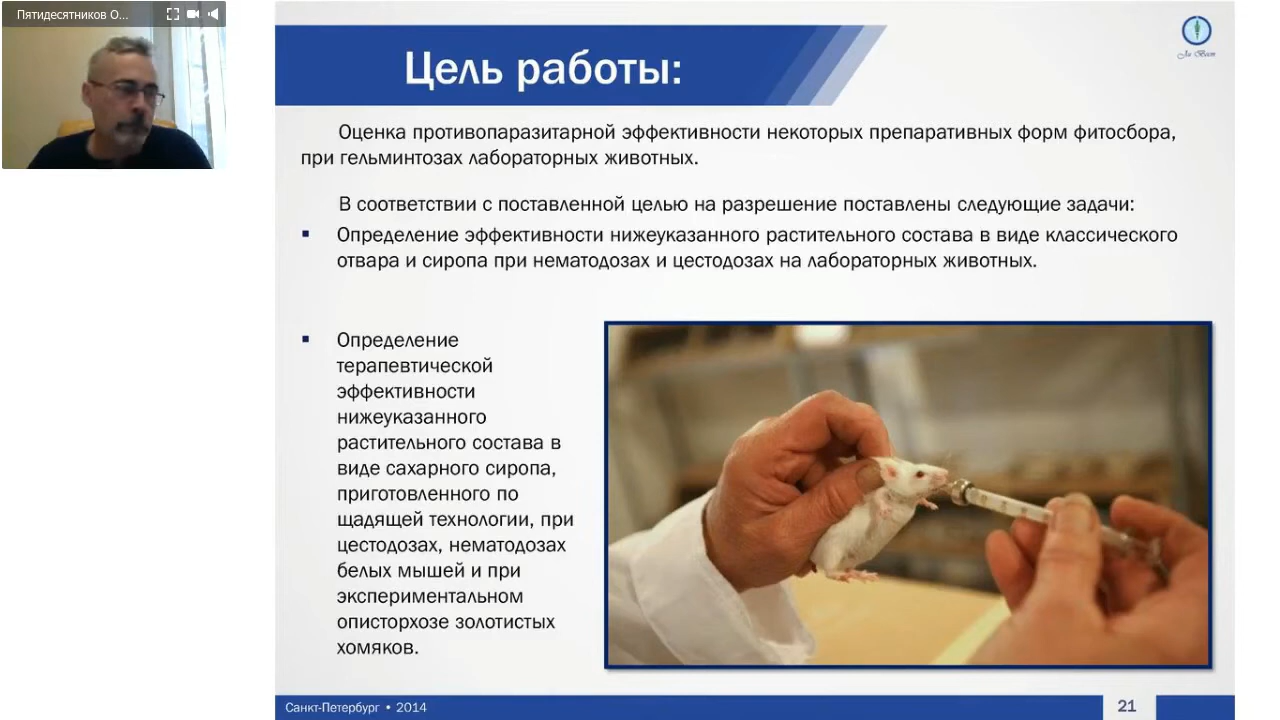 Пятидесятников О...
Цель работы:
Оценка противопаразитарной эффективности некоторых препаративных форм фитосбора,
при гельминтозах лабораторных животных.
В соответствии с поставленной целью на разрешение поставлены следующие задачи:
▪ Определение эффективности нижеуказанного растительного состава в виде классического
отвара и сиропа при нематодозах и цестодозах на лабораторных животных.
▪ Определение
терапевтической
эффективности
нижеуказанного
растительного состава в
виде сахарного сиропа,
приготовленного по
щадящей технологии, при
цестодозах, нематодозах
белых мышей и при
экспериментальном
описторхозе золотистых
хомяков.
Санкт-Петербург • 2014
21